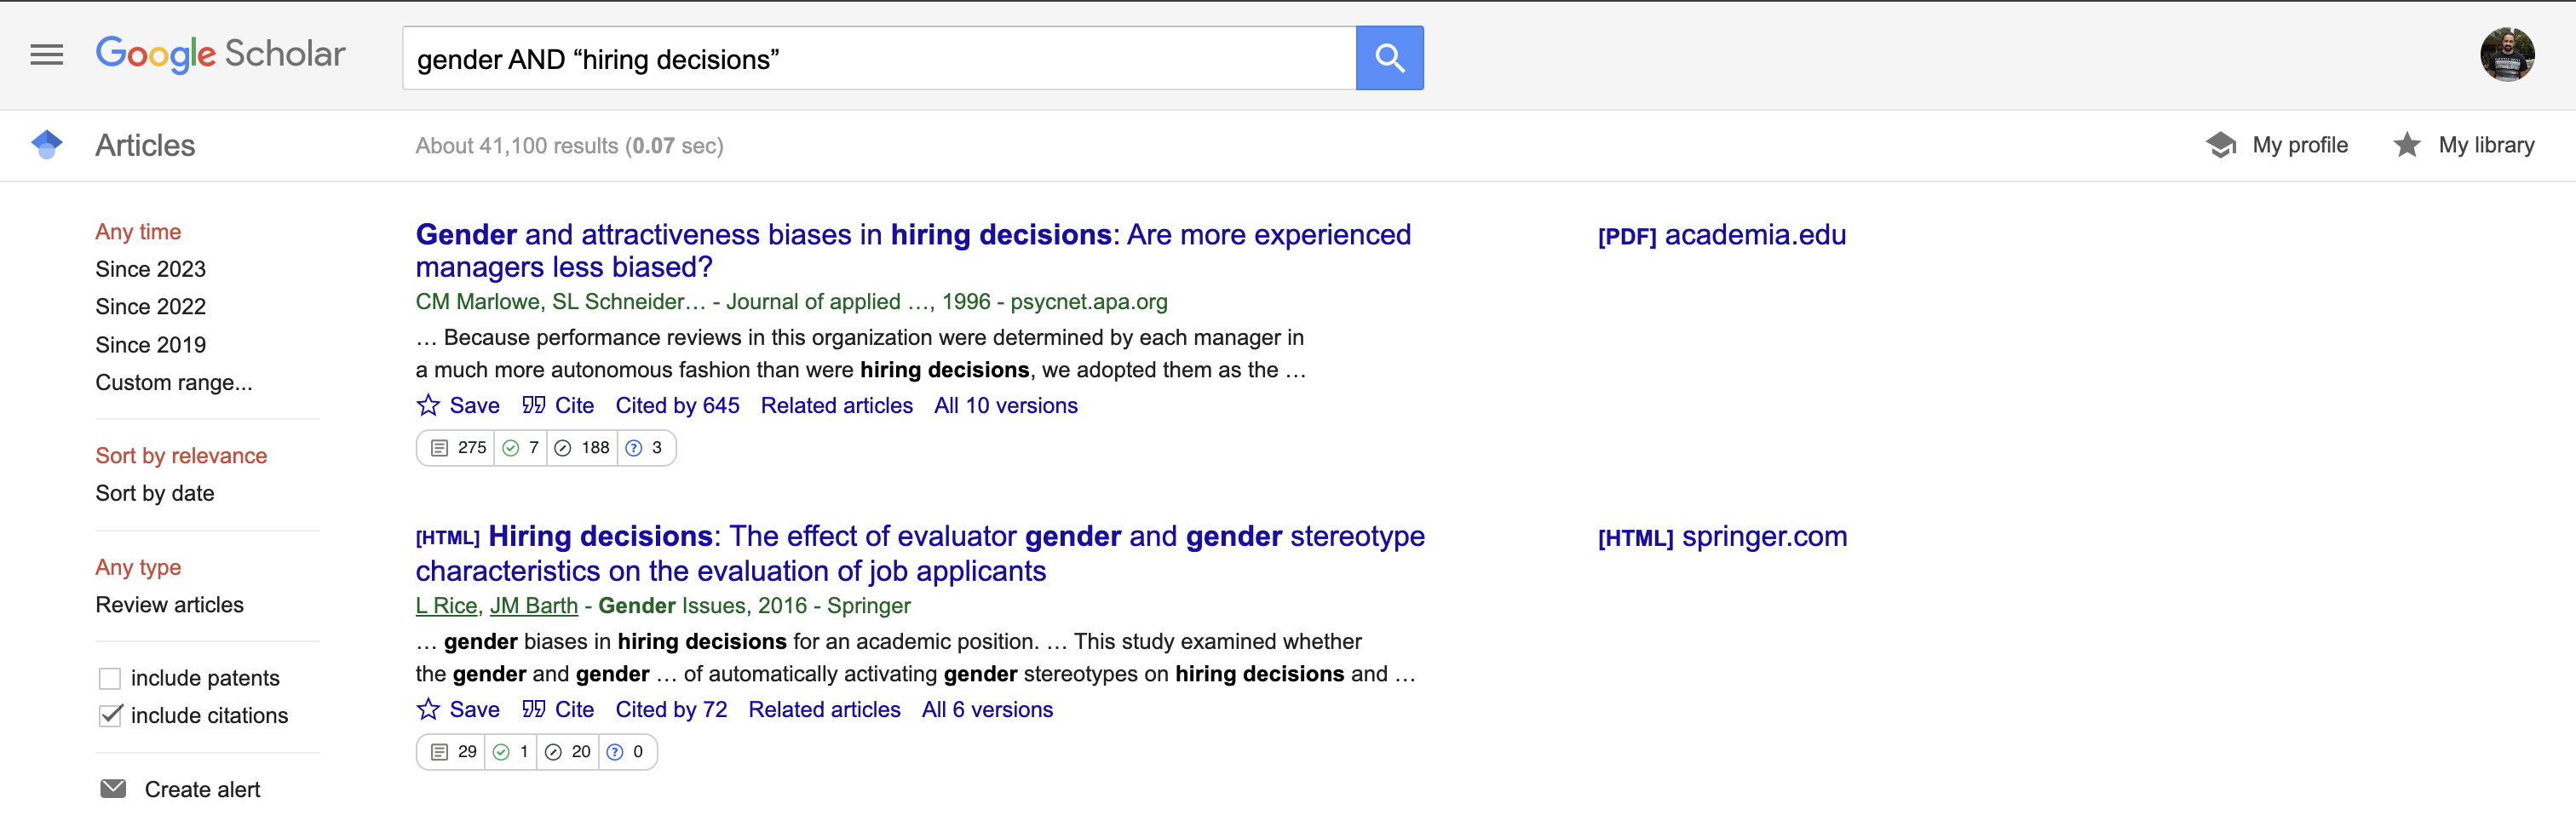 Google Scholar
gender AND “hiring decisions”
Articles
About 41,100 results (0.07 sec)
My profile
My library
Any time
Since 2023
Since 2022
Since 2019
Custom range...
Sort by relevance
Sort by date
Any type
Review articles
include patents
include citations
Create alert
Gender and attractiveness biases in hiring decisions: Are more experienced
managers less biased?
[PDF] academia.edu
CM Marlowe, SL Schneider… - Journal of applied …, 1996 - psycnet.apa.org
… Because performance reviews in this organization were determined by each manager in
a much more autonomous fashion than were hiring decisions, we adopted them as the …
Save Cite Cited by 645 Related articles All 10 versions
275 7 188 3
[HTML] Hiring decisions: The effect of evaluator gender and gender stereotype
characteristics on the evaluation of job applicants
[HTML] springer.com
L Rice, JM Barth - Gender Issues, 2016 - Springer
… gender biases in hiring decisions for an academic position. … This study examined whether
the gender and gender … of automatically activating gender stereotypes on hiring decisions and …
Save Cite Cited by 72 Related articles All 6 versions
29 1 20 0